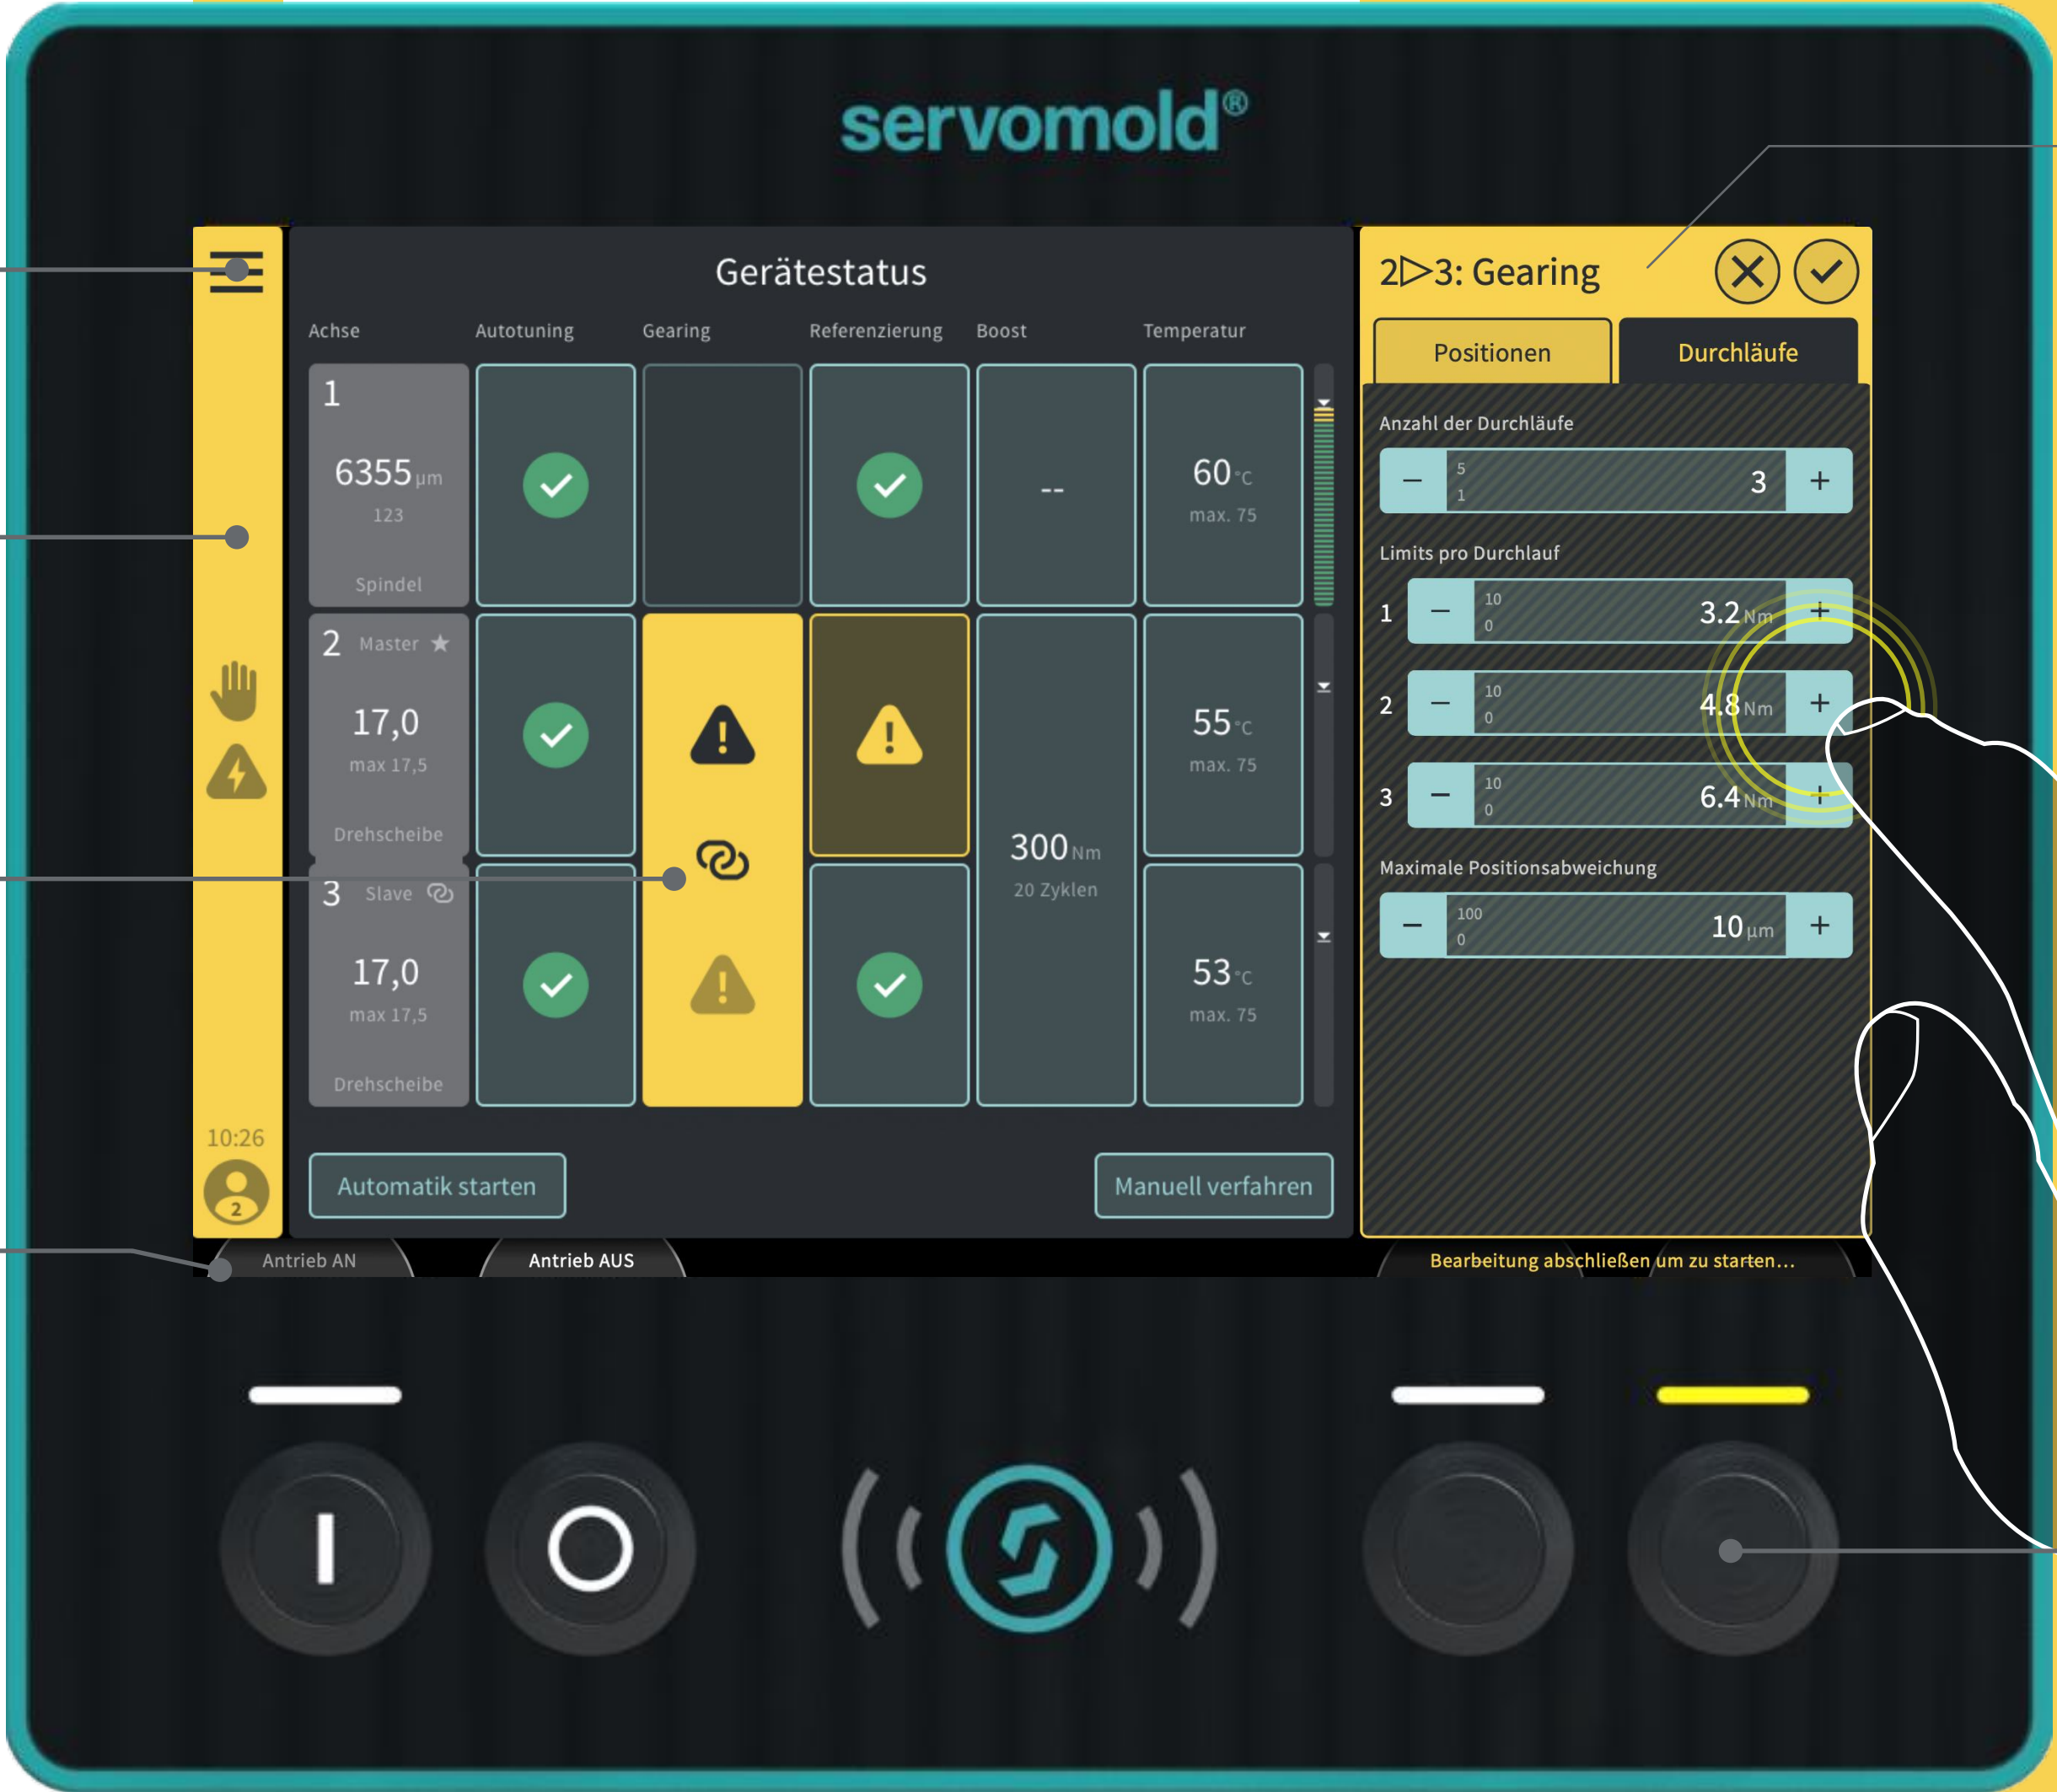 servomold®
Gerätestatus
Achse Autotuning Gearing Referenzierung Boost Temperatur
1
6355 µm
123
Spindel
--
60 °C
max. 75
2 Master
17,0
max 17,5
Drehscheibe
55 °C
max. 75
300 Nm
20 Zyklen
3 Slave
17,0
max 17,5
Drehscheibe
53 °C
max. 75
10:26
2
Automatik starten
Manuell verfahren
2▷3: Gearing
Positionen Durchläufe
Anzahl der Durchläufe
− 5 1 3 +
Limits pro Durchlauf
1 − 10 0 3.2 Nm +
2 − 10 0 4.8 Nm +
3 − 10 0 6.4 Nm +
Maximale Positionsabweichung
− 100 0 10 µm +
Antrieb AN
Antrieb AUS
Bearbeitung abschließen um zu starten...